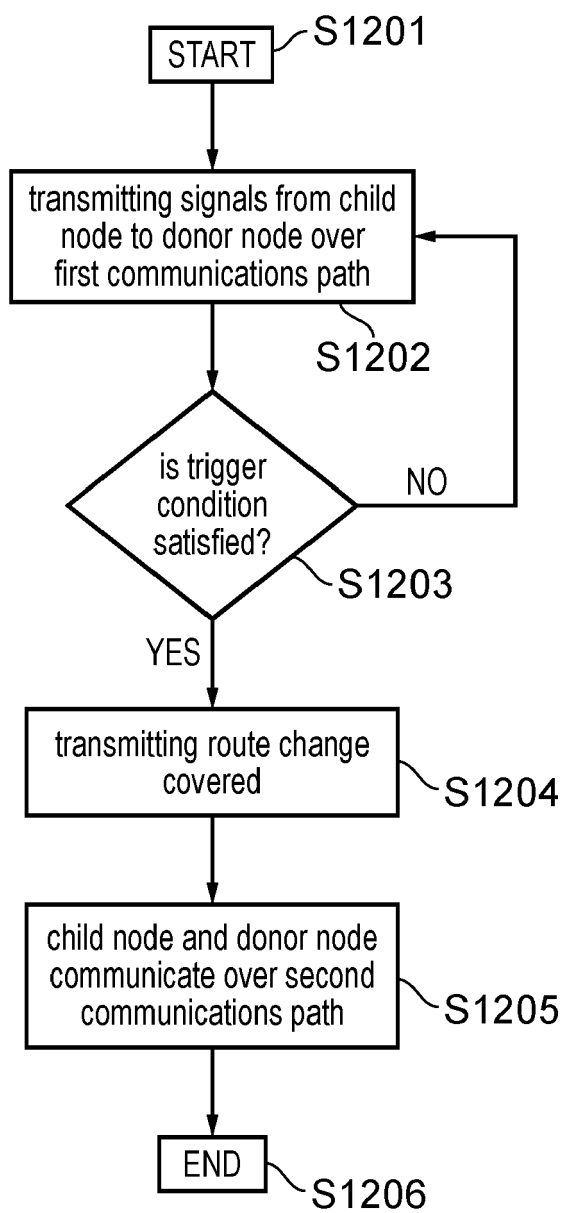 START
S1201
transmitting signals from child
node to donor node over
first communications path
S1202
is trigger
condition
satisfied?
NO
S1203
YES
transmitting route change
covered
S1204
child node and donor node
communicate over second
communications path
S1205
END
S1206